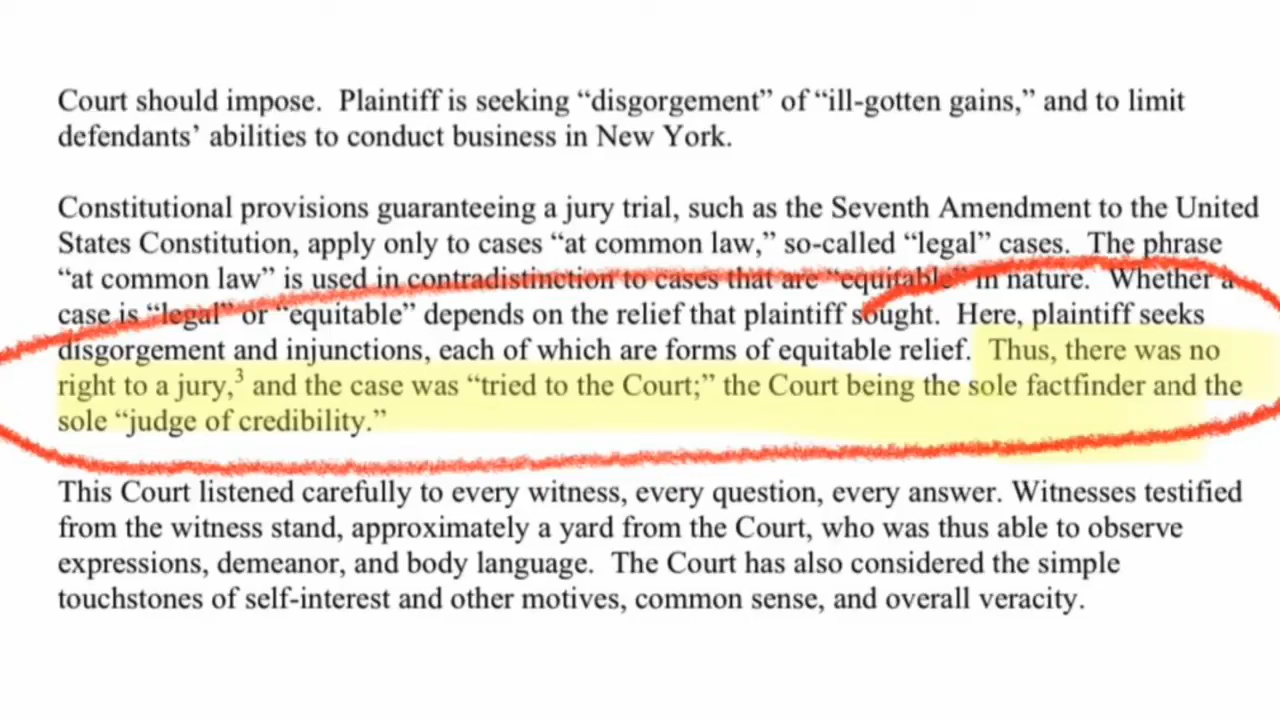 Court should impose.  Plaintiff is seeking “disgorgement” of “ill-gotten gains,” and to limit
defendants’ abilities to conduct business in New York.
Constitutional provisions guaranteeing a jury trial, such as the Seventh Amendment to the United
States Constitution, apply only to cases “at common law,” so-called “legal” cases.  The phrase
“at common law” is used in contradistinction to cases that are “equitable” in nature.  Whether a
case is “legal” or “equitable” depends on the relief that plaintiff sought.  Here, plaintiff seeks
disgorgement and injunctions, each of which are forms of equitable relief.  Thus, there was no
right to a jury,³ and the case was “tried to the Court;” the Court being the sole factfinder and the
sole “judge of credibility.”
This Court listened carefully to every witness, every question, every answer. Witnesses testified
from the witness stand, approximately a yard from the Court, who was thus able to observe
expressions, demeanor, and body language.  The Court has also considered the simple
touchstones of self-interest and other motives, common sense, and overall veracity.